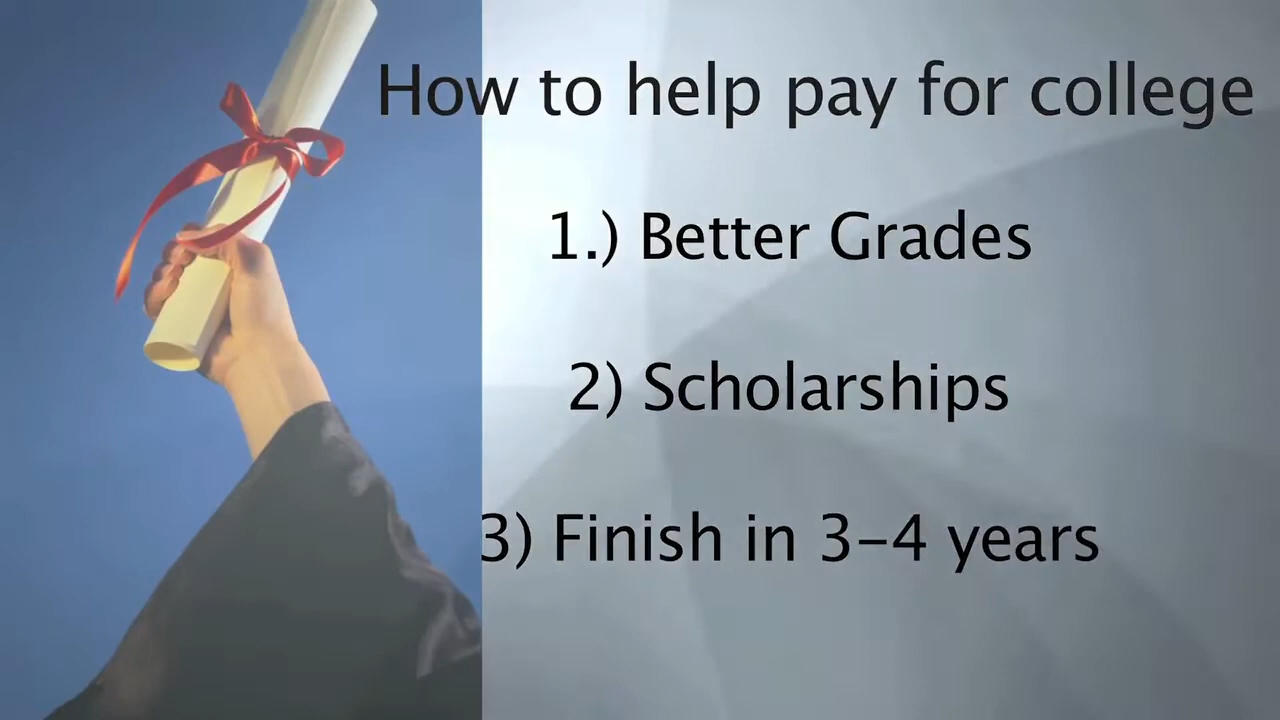 How to help pay for college
1.) Better Grades
2) Scholarships
3) Finish in 3-4 years